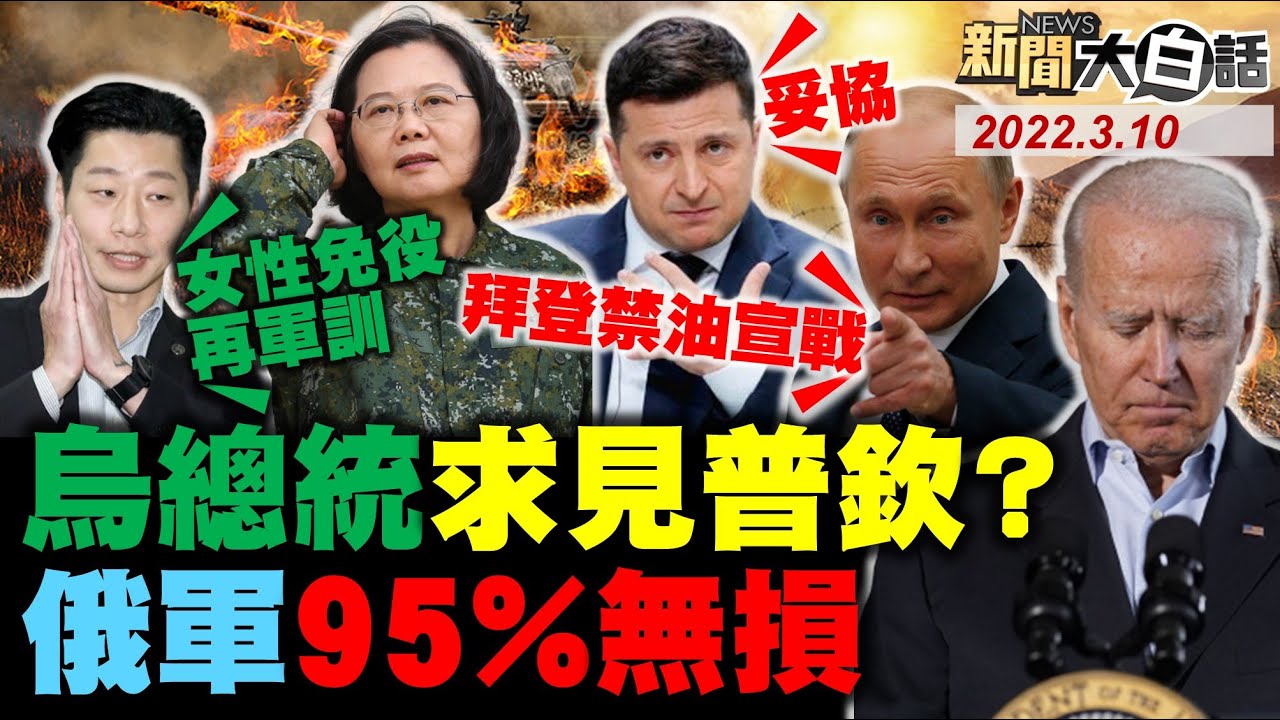 NEWS
新聞大白話
2022.3.10
妥協
女性免役
再軍訓
拜登禁油宣戰
烏總統求見普欽?
俄軍95%無損